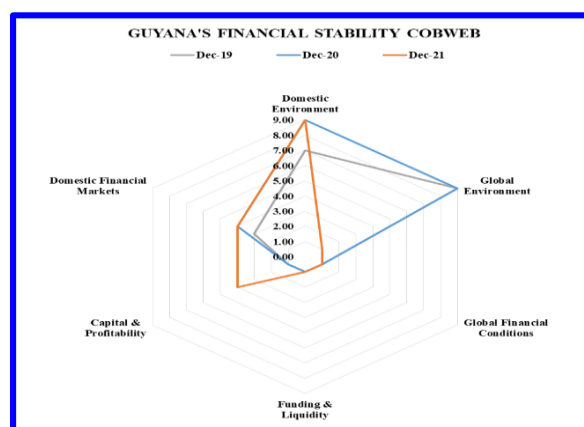 GUYANA'S FINANCIAL STABILITY COBWEB
Dec-19 Dec-20 Dec-21
Domestic
Environment
9.00
8.00
7.00
6.00
5.00
4.00
3.00
2.00
1.00
0.00
Global
Environment
Global Financial
Conditions
Funding &
Liquidity
Capital &
Profitability
Domestic Financial
Markets